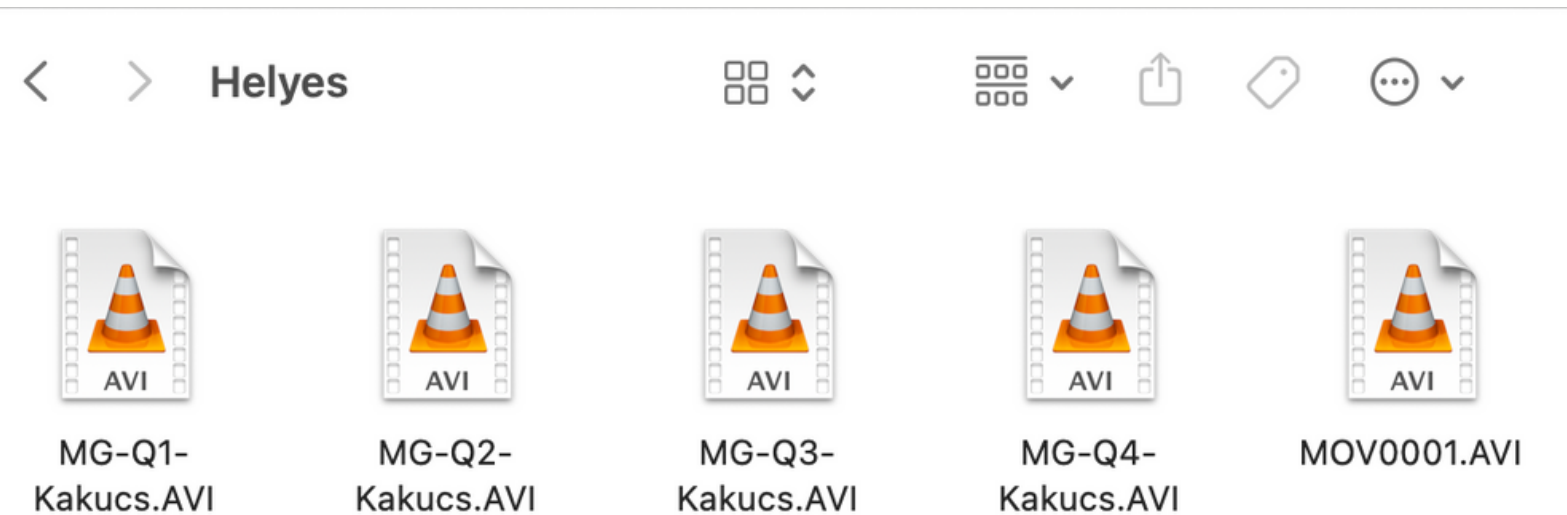 Helyes
AVI
AVI
AVI
AVI
AVI
MG-Q1-
Kakucs.AVI
MG-Q2-
Kakucs.AVI
MG-Q3-
Kakucs.AVI
MG-Q4-
Kakucs.AVI
MOV0001.AVI